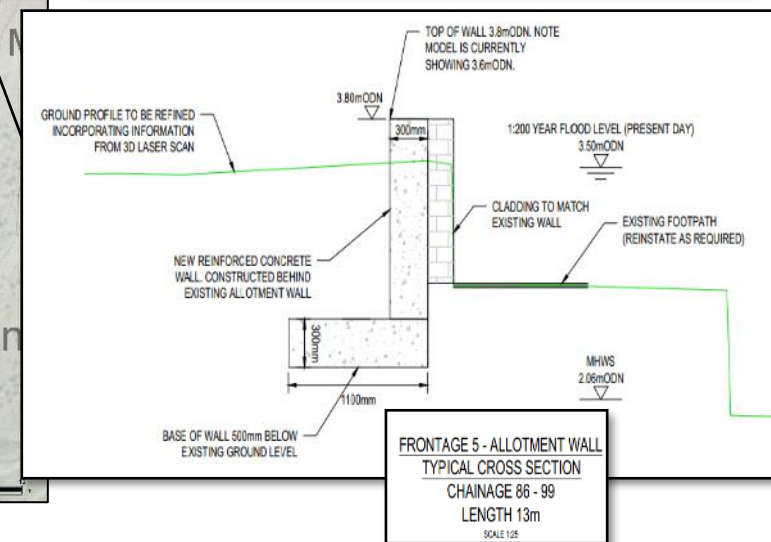 TOP OF WALL 3.8mODN. NOTE
MODEL IS CURRENTLY
SHOWING 3.6mODN.
3.80mODN
GROUND PROFILE TO BE REFINED
INCORPORATING INFORMATION
FROM 3D LASER SCAN
300mm
1:200 YEAR FLOOD LEVEL (PRESENT DAY)
3.50mODN
CLADDING TO MATCH
EXISTING WALL
EXISTING FOOTPATH
(REINSTATE AS REQUIRED)
NEW REINFORCED CONCRETE
WALL. CONSTRUCTED BEHIND
EXISTING ALLOTMENT WALL
300mm
MHWS
2.06mODN
1100mm
BASE OF WALL 500mm BELOW
EXISTING GROUND LEVEL
FRONTAGE 5 - ALLOTMENT WALL
TYPICAL CROSS SECTION
CHAINAGE 86 - 99
LENGTH 13m
SCALE 1:25